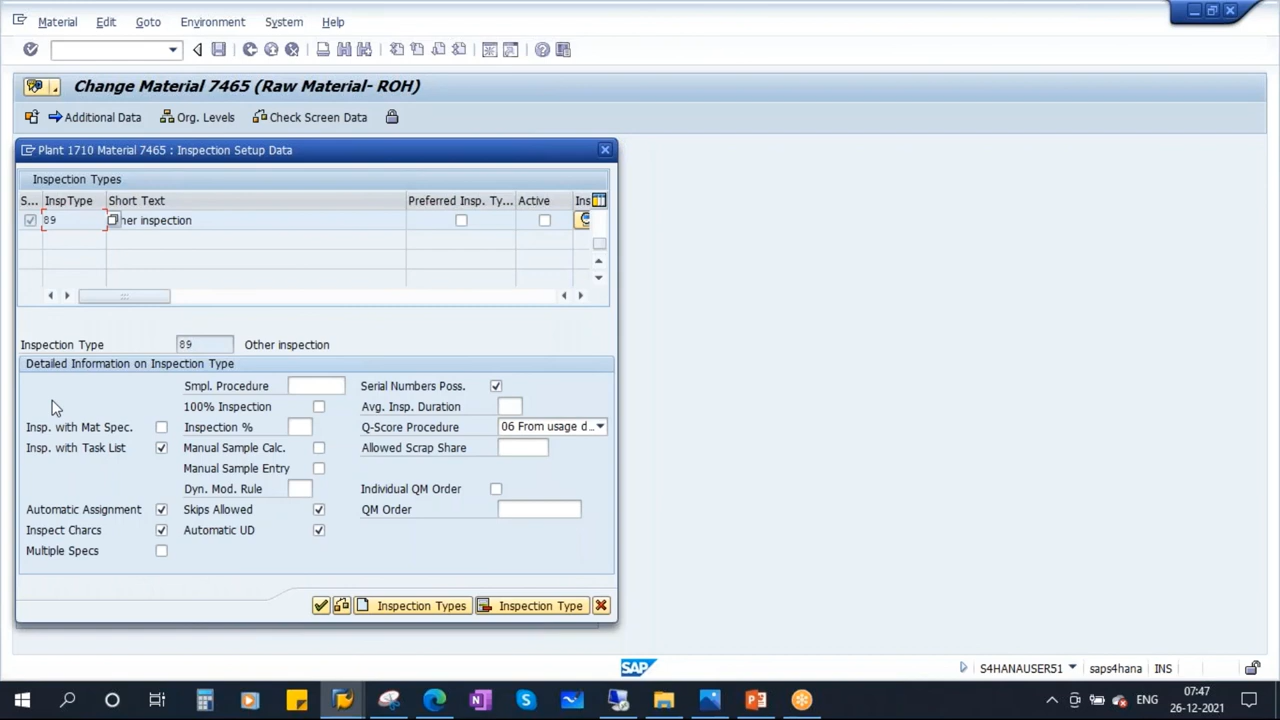 Material Edit Goto Environment System Help
Change Material 7465 (Raw Material- ROH)
Additional Data Org. Levels Check Screen Data
Plant 1710 Material 7465 : Inspection Setup Data
Inspection Types
S... InspType Short Text Preferred Insp. Ty... Active Ins
89 her inspection
Inspection Type 89 Other inspection
Detailed Information on Inspection Type
Smpl. Procedure Serial Numbers Poss.
100% Inspection Avg. Insp. Duration
Insp. with Mat Spec. Inspection % Q-Score Procedure 06 From usage d...
Insp. with Task List Manual Sample Calc. Allowed Scrap Share
Manual Sample Entry
Dyn. Mod. Rule Individual QM Order
Automatic Assignment Skips Allowed QM Order
Inspect Charcs Automatic UD
Multiple Specs
Inspection Types Inspection Type
SAP S4HANAUSER51 saps4hana INS
ENG 07:47
26-12-2021